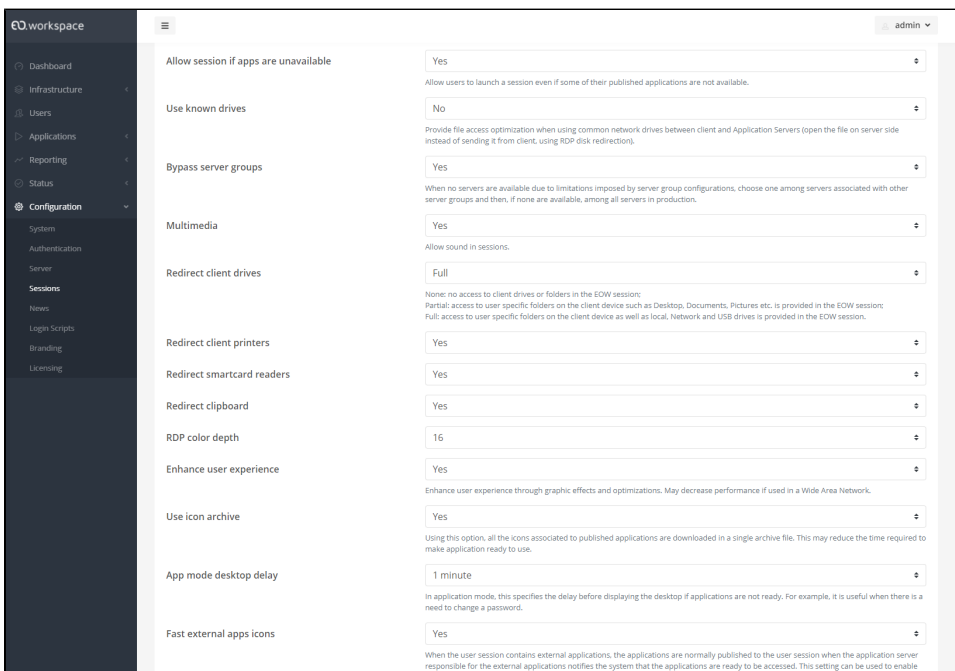 eo.workspace
admin
Dashboard
Infrastructure
Users
Applications
Reporting
Status
Configuration
System
Authentication
Server
Sessions
News
Login Scripts
Branding
Licensing
Allow session if apps are unavailable
Yes
Allow users to launch a session even if some of their published applications are not available.
Use known drives
No
Provide file access optimization when using common network drives between client and Application Servers (open the file on server side
instead of sending it from client, using RDP disk redirection).
Bypass server groups
Yes
When no servers are available due to limitations imposed by server group configurations, choose one among servers associated with other
server groups and then, if none are available, among all servers in production.
Multimedia
Yes
Allow sound in sessions.
Redirect client drives
Full
None: no access to client drives or folders in the EOW session;
Partial: access to user specific folders on the client device such as Desktop, Documents, Pictures etc. is provided in the EOW session;
Full: access to user specific folders on the client device as well as local, Network and USB drives is provided in the EOW session.
Redirect client printers
Yes
Redirect smartcard readers
Yes
Redirect clipboard
Yes
RDP color depth
16
Enhance user experience
Yes
Enhance user experience through graphic effects and optimizations. May decrease performance if used in a Wide Area Network.
Use icon archive
Yes
Using this option, all the icons associated to published applications are downloaded in a single archive file. This may reduce the time required to
make application ready to use.
App mode desktop delay
1 minute
In application mode, this specifies the delay before displaying the desktop if applications are not ready. For example, it is useful when there is a
need to change a password.
Fast external apps icons
Yes
When the user session contains external applications, the applications are normally published to the user session when the application server
responsible for the external applications notifies the system that the applications are ready to be accessed. This setting can be used to enable